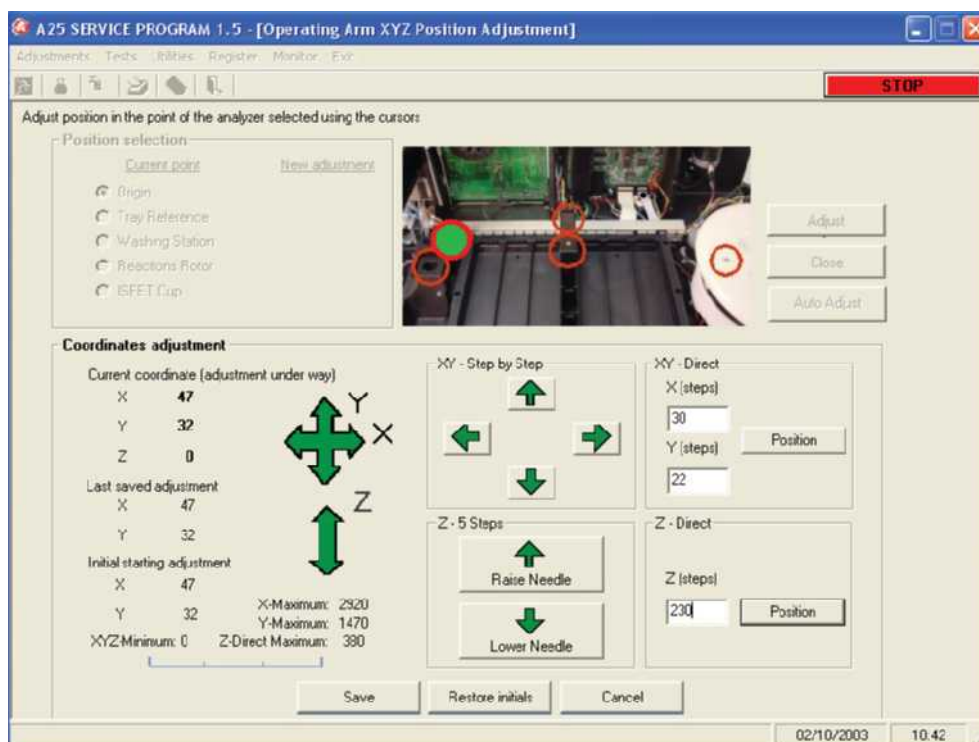 A25 SERVICE PROGRAM 1.5 - [Operating Arm XYZ Position Adjustment]
Adjustments Tests Utilities Register Monitor Exit
STOP
Adjust position in the point of the analyzer selected using the cursors
Position selection
Current point New adjustment
Origin
Tray Reference
Washing Station
Reactions Rotor
ISFET Cup
Adjust
Close
Auto Adjust
Coordinates adjustment
Current coordinate (adjustment under way)
X 47
Y 32
Z 0
Last saved adjustment
X 47
Y 32
Initial starting adjustment
X 47
Y 32
XYZ-Minimum: 0
Y
X
Z
X-Maximum: 2920
Y-Maximum: 1470
Z-Direct Maximum: 380
XY - Step by Step
Z - 5 Steps
Raise Needle
Lower Needle
XY - Direct
X (steps)
30
Y (steps)
22
Position
Z - Direct
Z (steps)
230
Position
Save Restore initials Cancel
02/10/2003 10.42